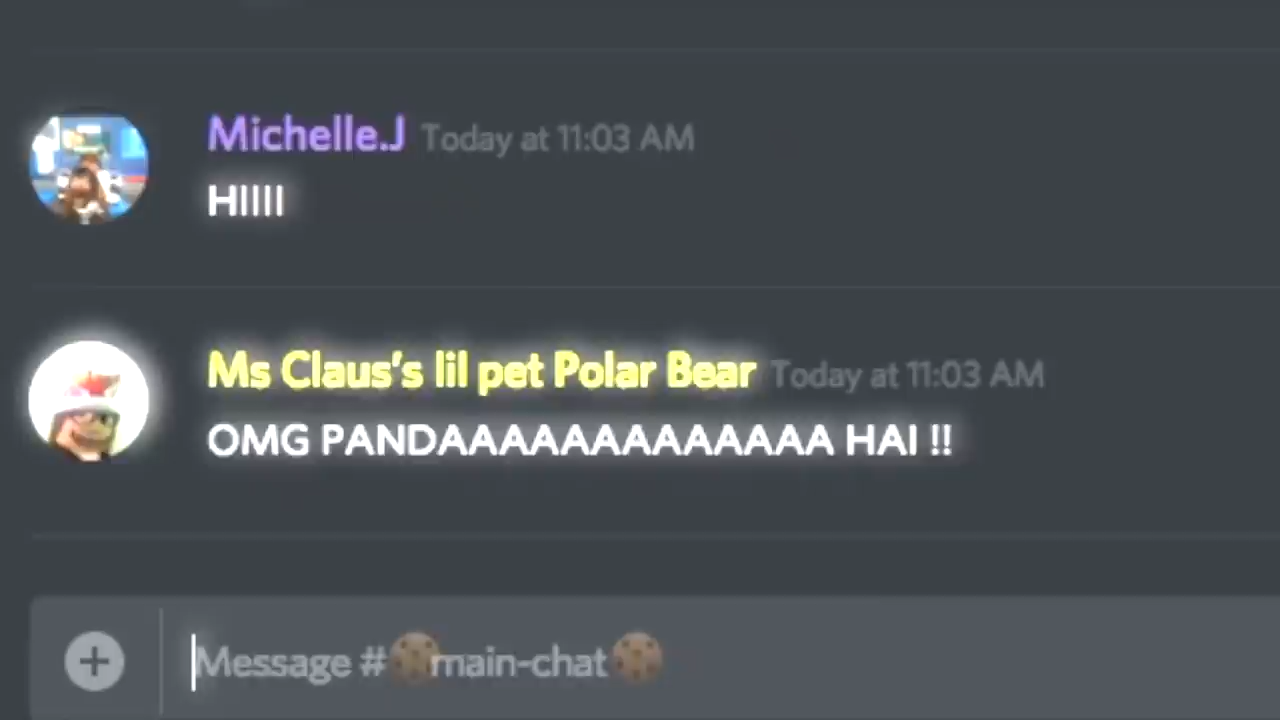 Michelle.J Today at 11:03 AM
HIIII
Ms Claus's lil pet Polar Bear Today at 11:03 AM
OMG PANDAAAAAAAAAAAAA HAI !!
Message #🍪main-chat🍪